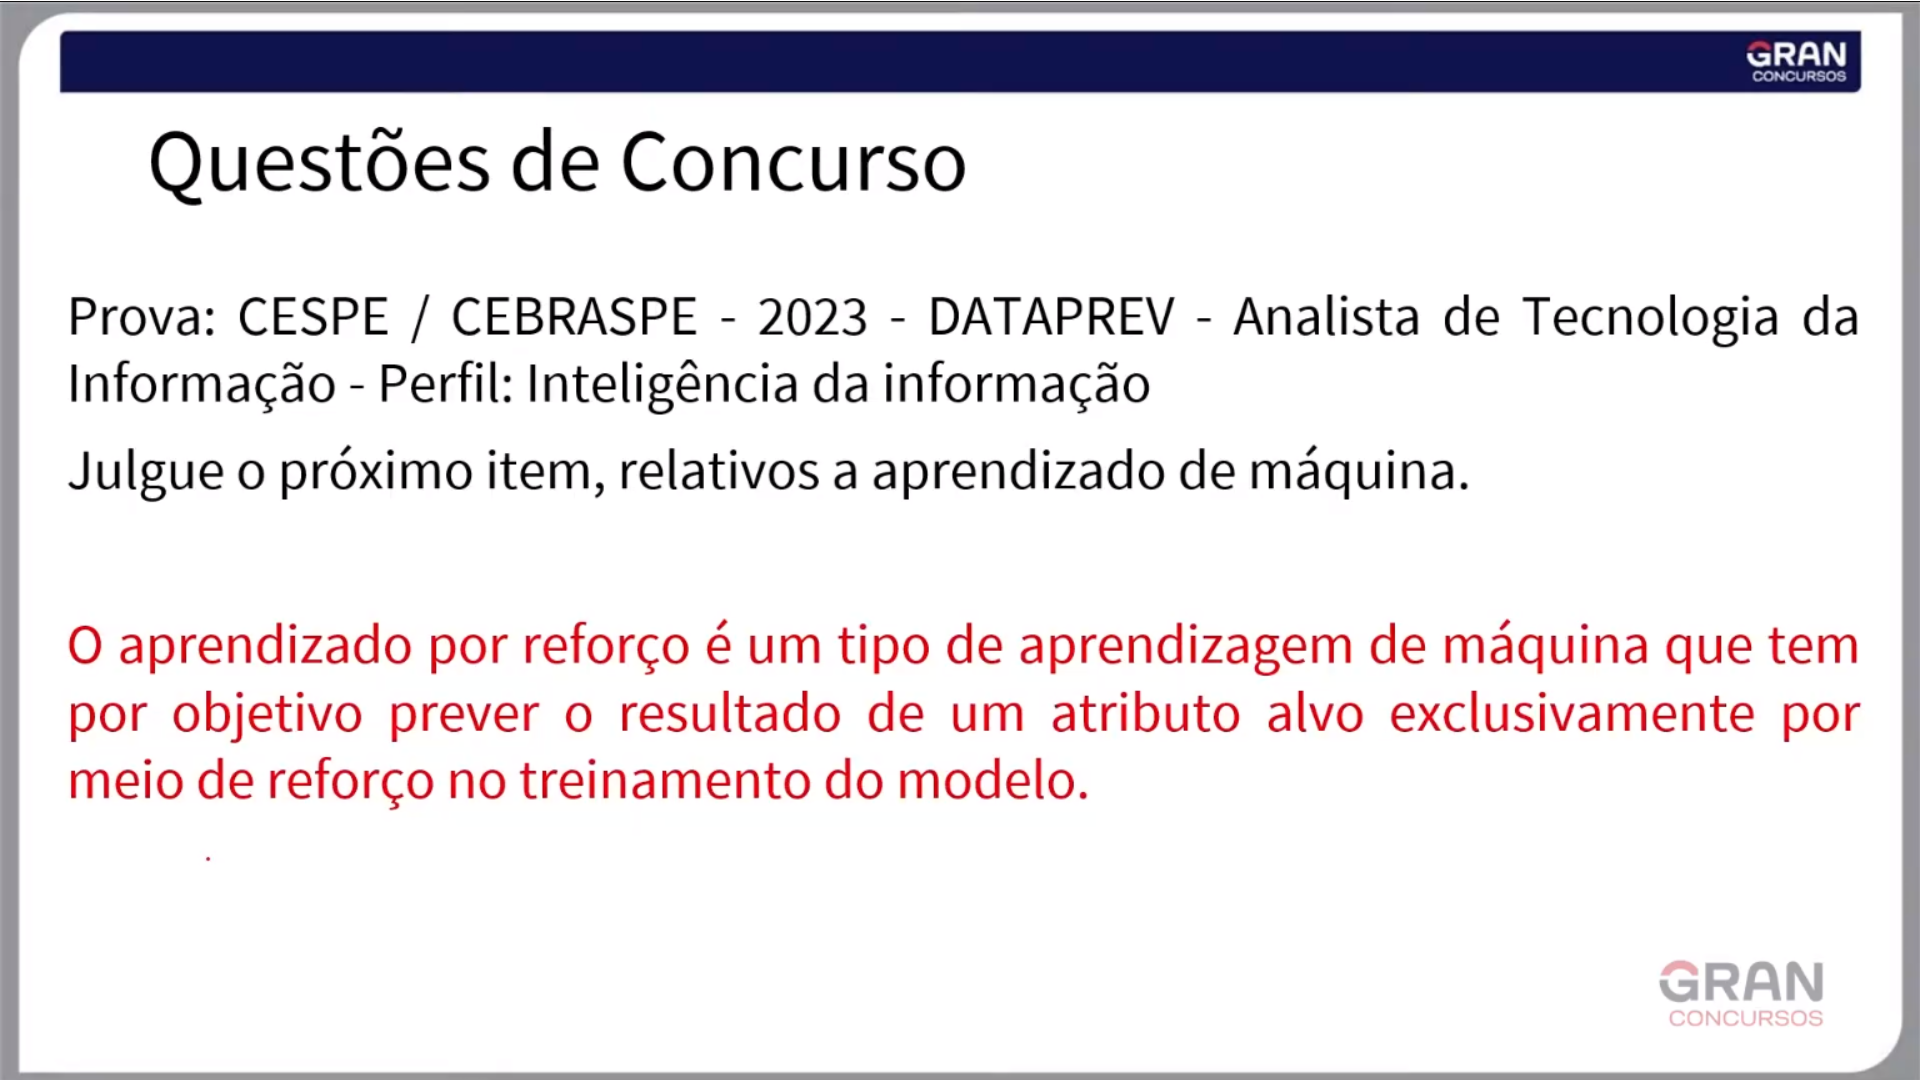 GRAN
CONCURSOS
Questões de Concurso
Prova: CESPE / CEBRASPE - 2023 - DATAPREV - Analista de Tecnologia da
Informação - Perfil: Inteligência da informação
Julgue o próximo item, relativos a aprendizado de máquina.
O aprendizado por reforço é um tipo de aprendizagem de máquina que tem
por objetivo prever o resultado de um atributo alvo exclusivamente por
meio de reforço no treinamento do modelo.
GRAN
CONCURSOS